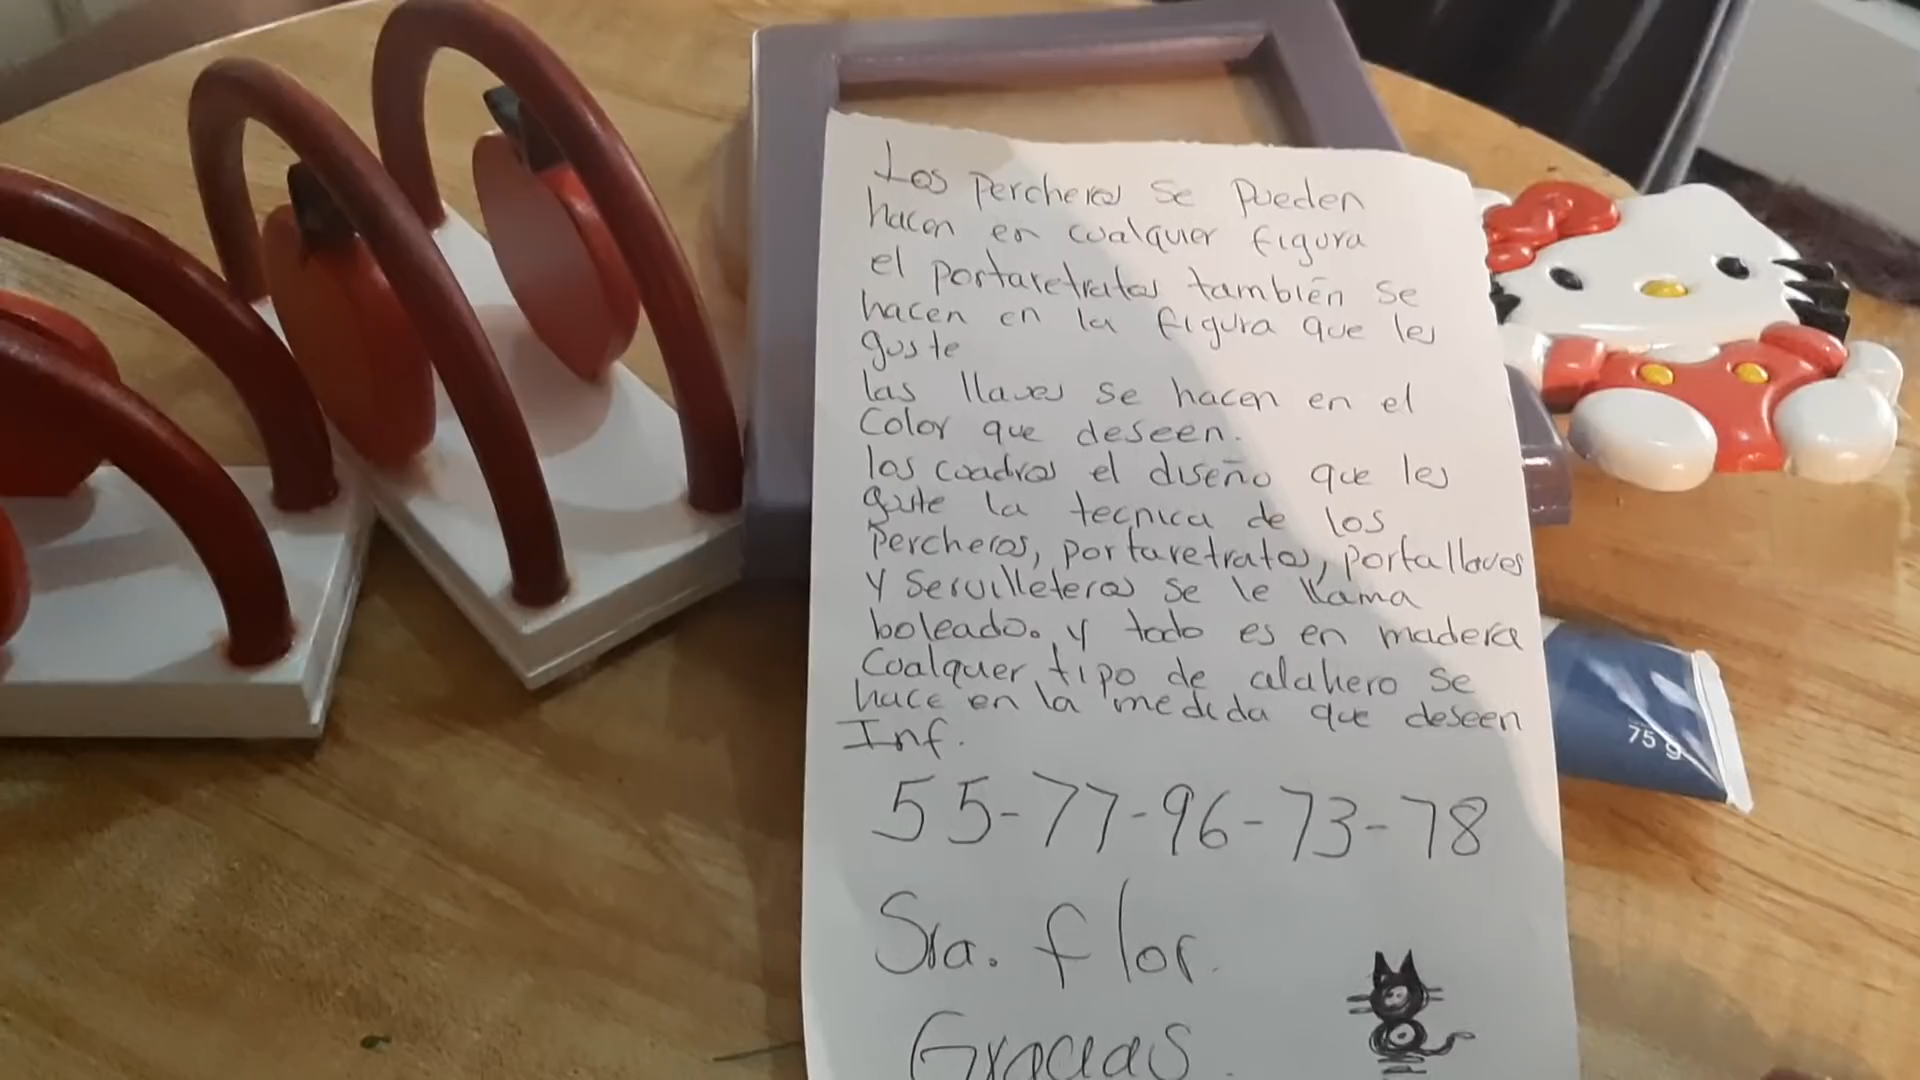 Los Percheros Se Pueden
hacen en cualquier figura
el portaretratos también se
hacen en la figura que les
guste
las llaves se hacen en el
Color que deseen.
los cuadros el diseño que les
guste la tecnica de los
Percheros, portaretratos, portallaves
Y Servilleteros se le llama
boleado. y todo es en madera
Cualquer tipo de alahero se
hace en la medida que deseen
Inf.
55-77-96-73-78
Sra. flor.
Gracias.
75 g